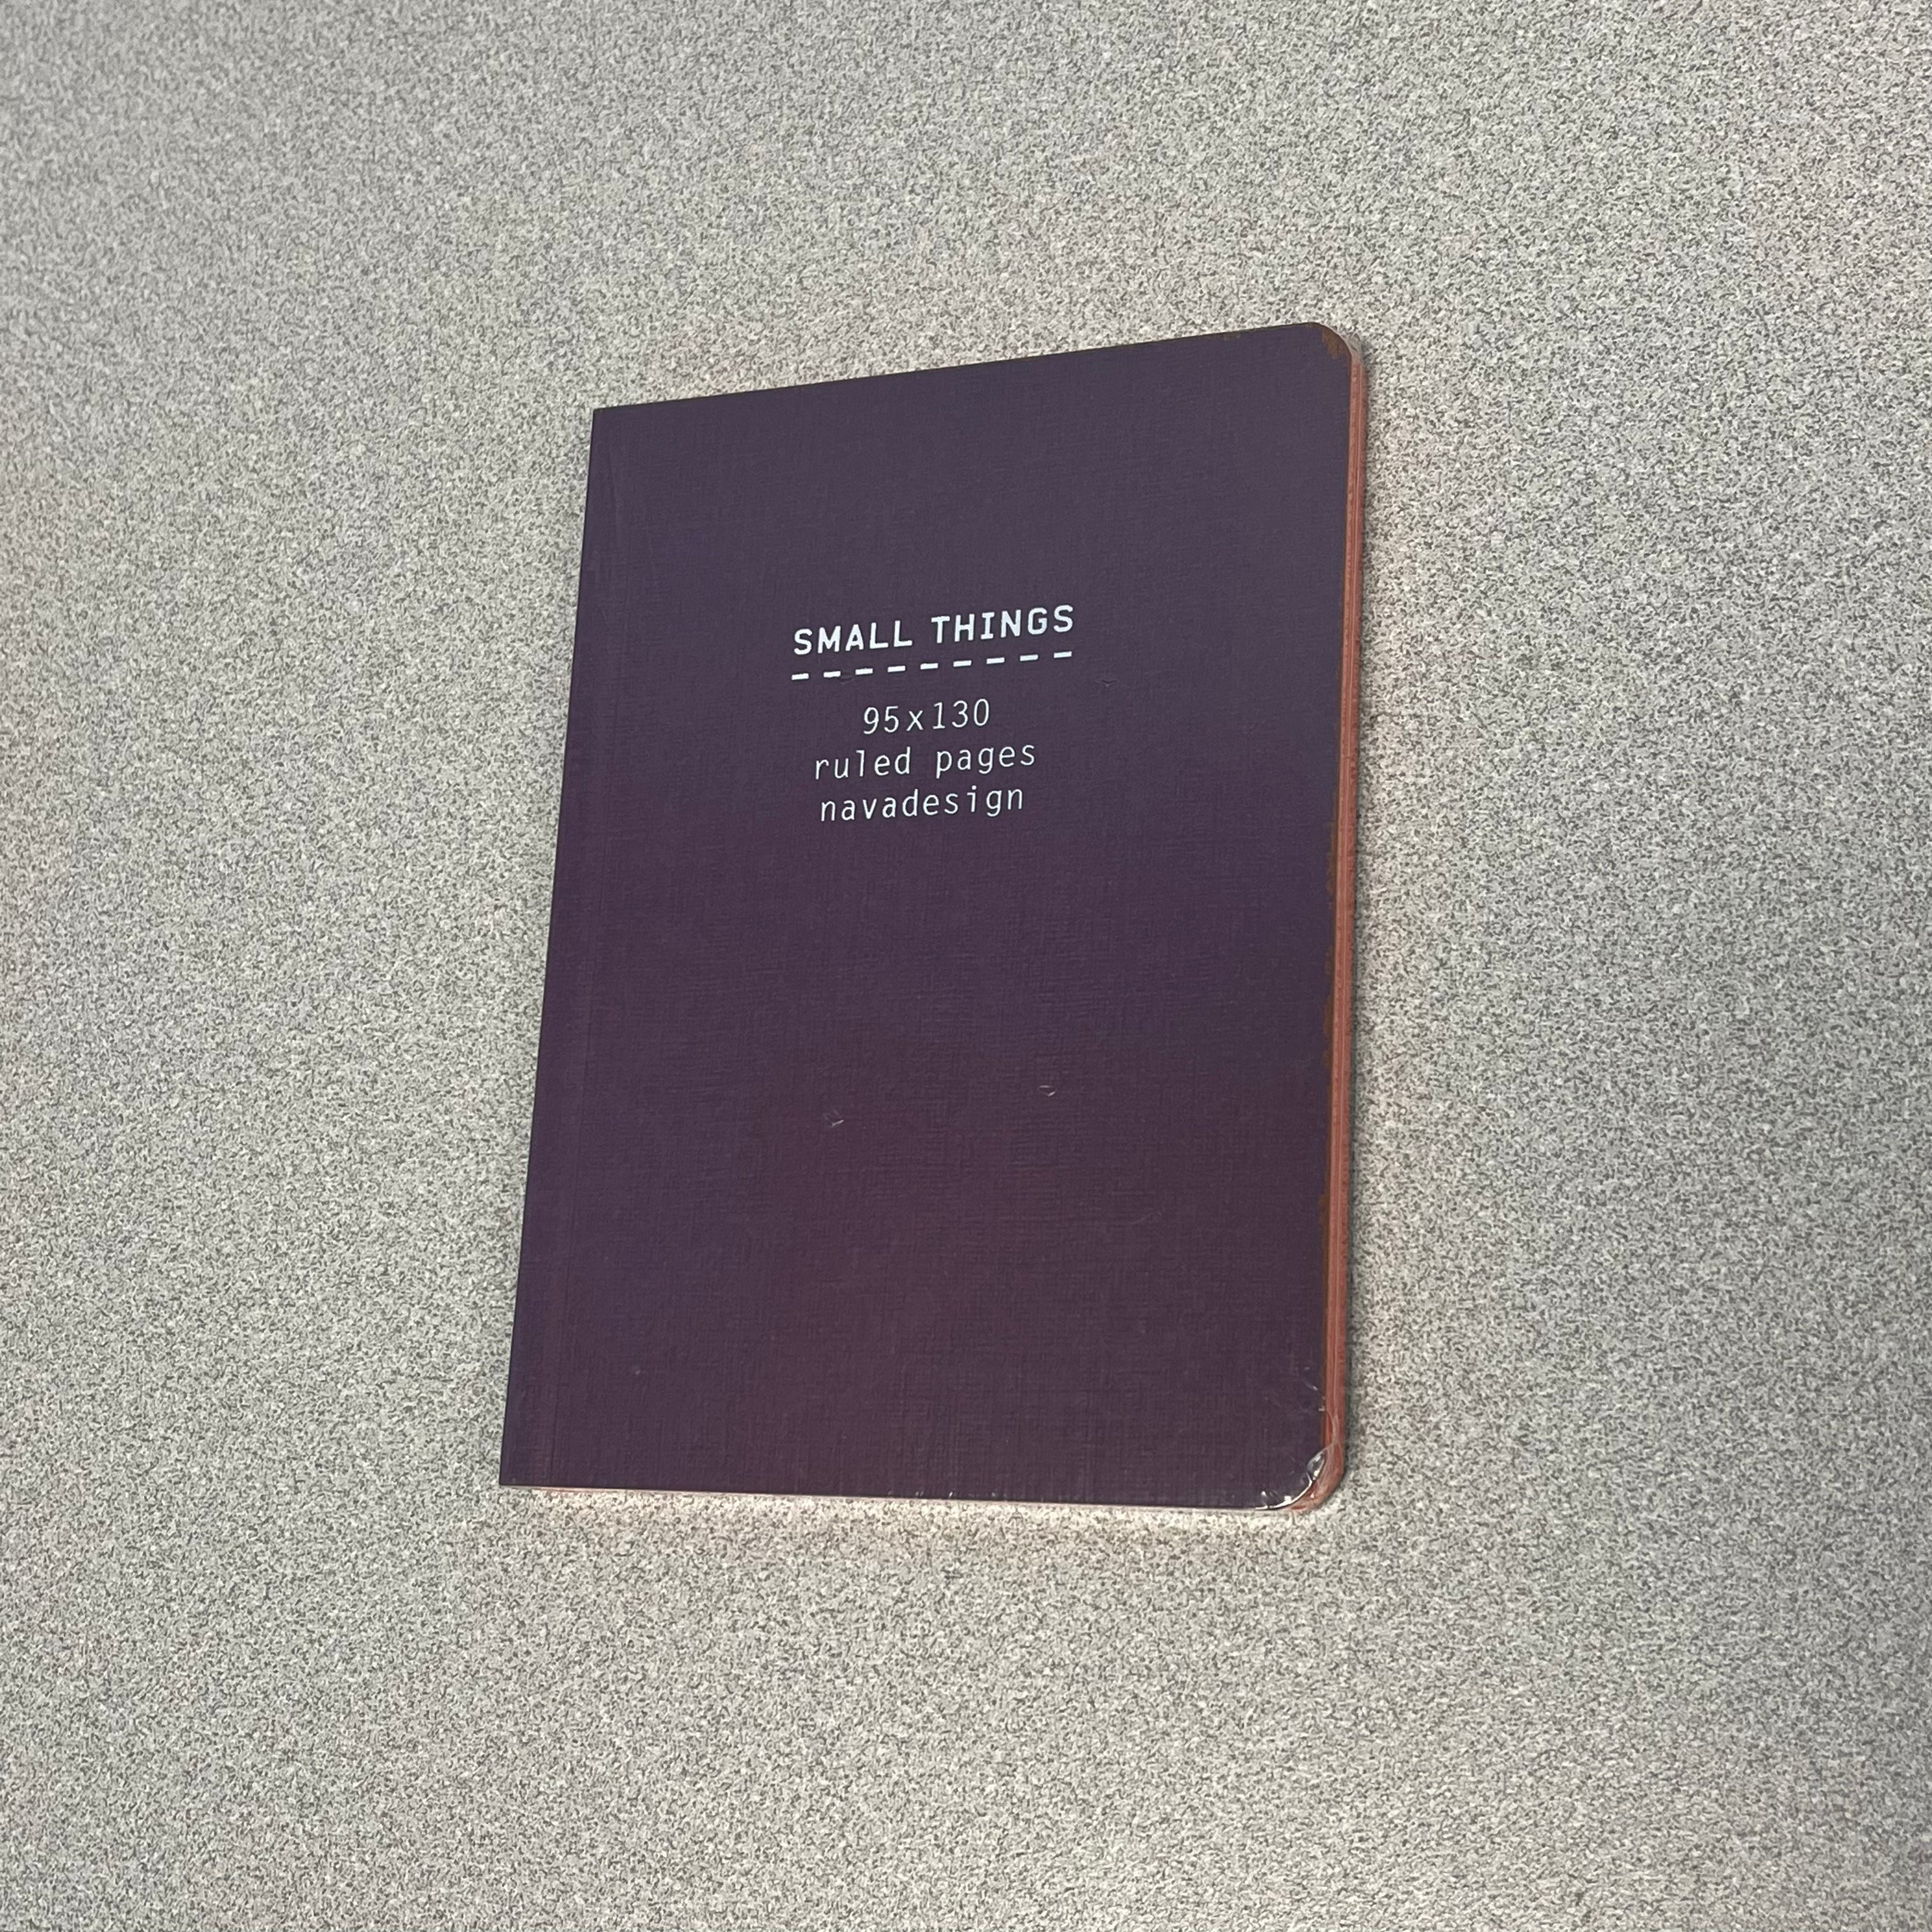 SMALL THINGS
95x130
ruled pages
navadesign